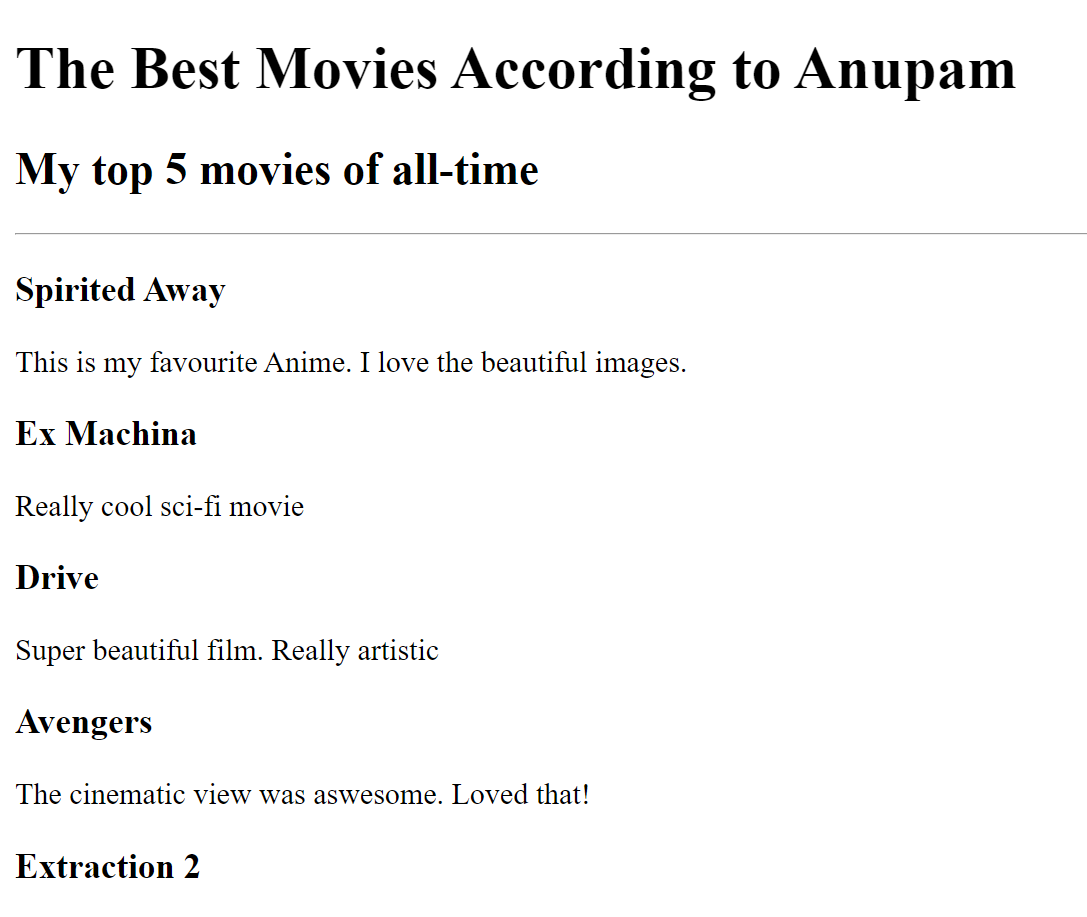 The Best Movies According to Anupam
My top 5 movies of all-time
Spirited Away
This is my favourite Anime. I love the beautiful images.
Ex Machina
Really cool sci-fi movie
Drive
Super beautiful film. Really artistic
Avengers
The cinematic view was aswesome. Loved that!
Extraction 2